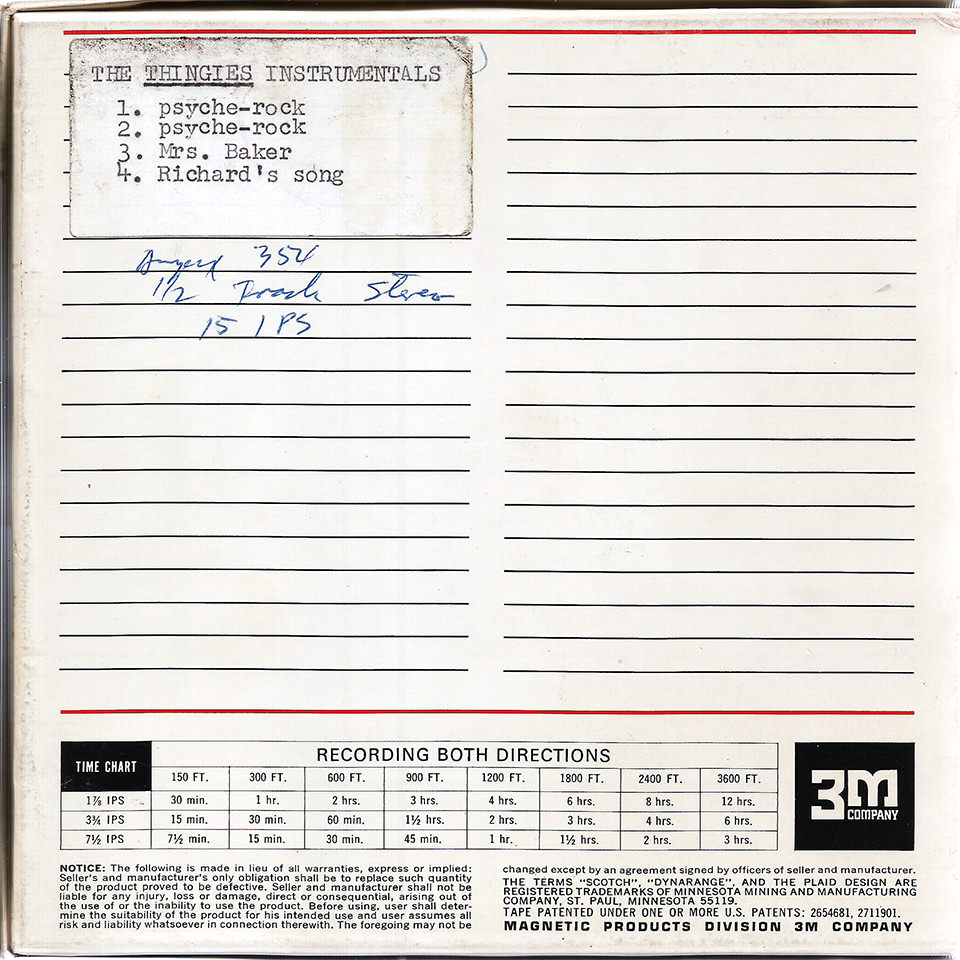 THE THINGIES INSTRUMENTALS
1. psyche-rock
2. psyche-rock
3. Mrs. Baker
4. Richard's song
354
1/2 Track Stereo
15 IPS
TIME CHART
RECORDING BOTH DIRECTIONS
150 FT. 300 FT. 600 FT. 900 FT. 1200 FT. 1800 FT. 2400 FT. 3600 FT.
1⅞ IPS 30 min. 1 hr. 2 hrs. 3 hrs. 4 hrs. 6 hrs. 8 hrs. 12 hrs.
3¾ IPS 15 min. 30 min. 60 min. 1½ hrs. 2 hrs. 3 hrs. 4 hrs. 6 hrs.
7½ IPS 7½ min. 15 min. 30 min. 45 min. 1 hr. 1½ hrs. 2 hrs. 3 hrs.
3M
COMPANY
NOTICE: The following is made in lieu of all warranties, express or implied:
Seller's and manufacturer's only obligation shall be to replace such quantity
of the product proved to be defective. Seller and manufacturer shall not be
liable for any injury, loss or damage, direct or consequential, arising out of
the use of or the inability to use the product. Before using, user shall deter-
mine the suitability of the product for his intended use and user assumes all
risk and liability whatsoever in connection therewith. The foregoing may not be
changed except by an agreement signed by officers of seller and manufacturer.
THE TERMS "SCOTCH", "DYNARANGE", AND THE PLAID DESIGN ARE
REGISTERED TRADEMARKS OF MINNESOTA MINING AND MANUFACTURING
COMPANY, ST. PAUL, MINNESOTA 55119.
TAPE PATENTED UNDER ONE OR MORE U.S. PATENTS: 2654681, 2711901.
MAGNETIC PRODUCTS DIVISION 3M COMPANY